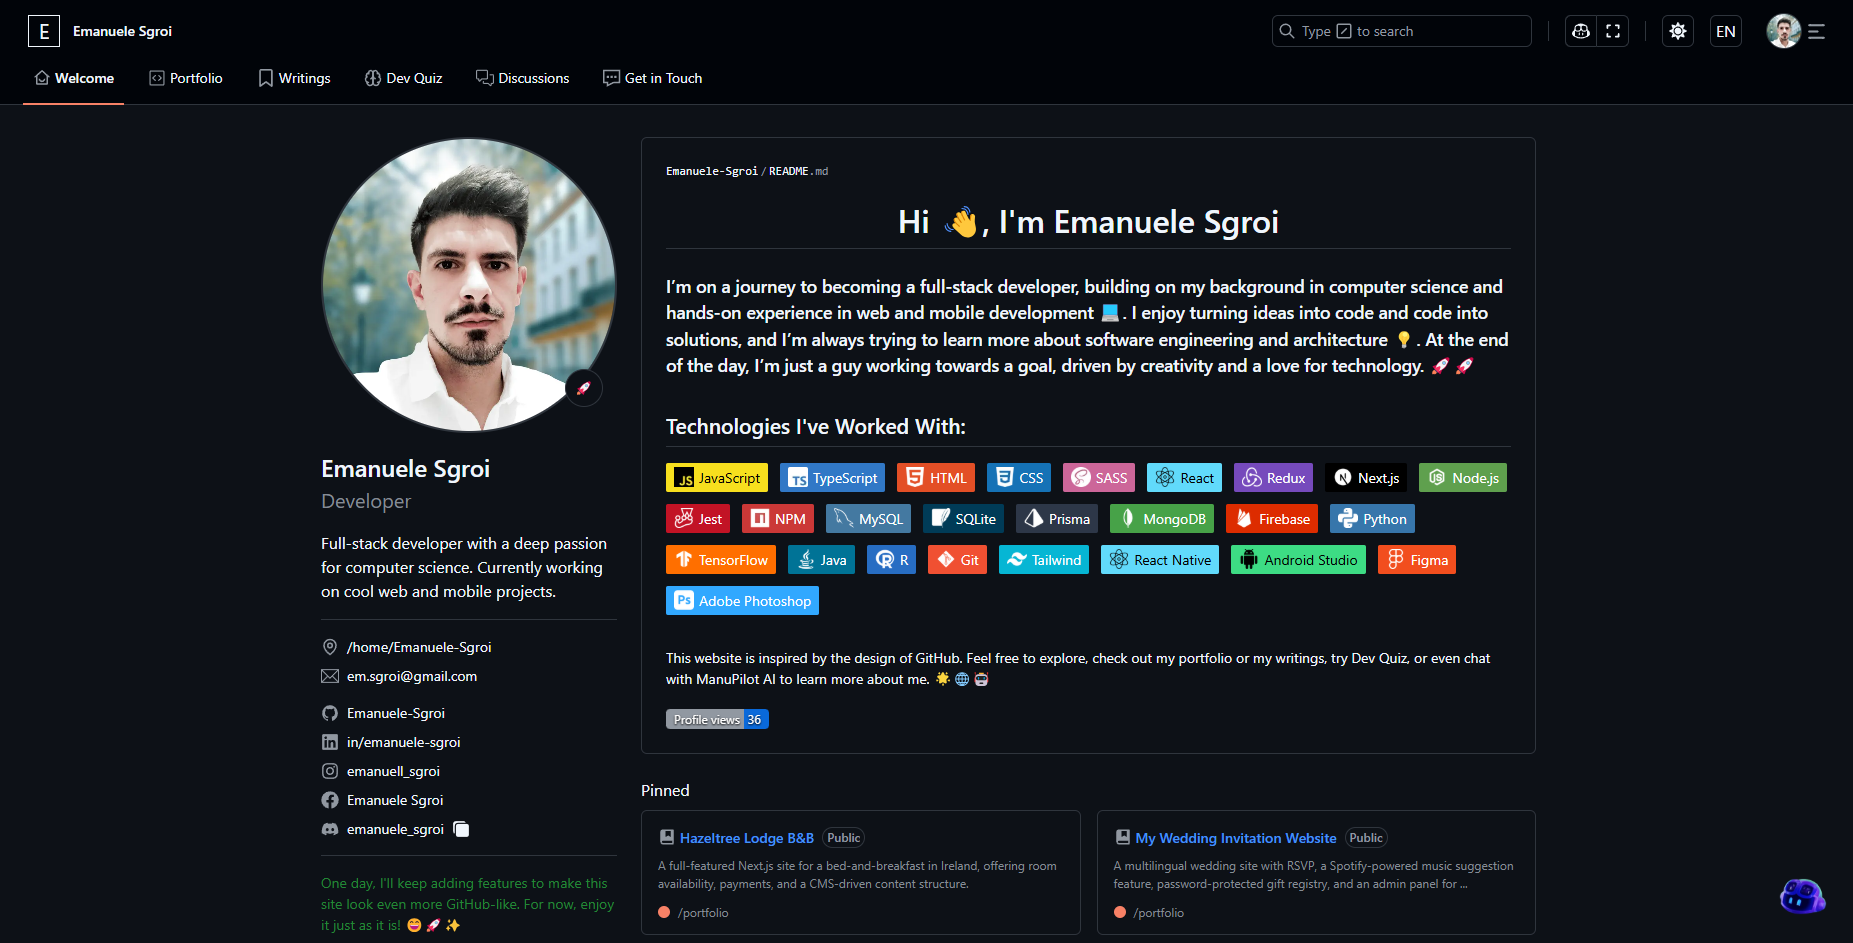 E
Emanuele Sgroi
Type / to search
EN
Welcome
Portfolio
Writings
Dev Quiz
Discussions
Get in Touch
Emanuele Sgroi
Developer
Full-stack developer with a deep passion
for computer science. Currently working
on cool web and mobile projects.
/home/Emanuele-Sgroi
em.sgroi@gmail.com
Emanuele-Sgroi
in/emanuele-sgroi
emanuell_sgroi
Emanuele Sgroi
emanuele_sgroi
One day, I'll keep adding features to make this
site look even more GitHub-like. For now, enjoy
it just as it is! 😄 🚀 ✨
Emanuele-Sgroi / README.md
Hi 👋, I'm Emanuele Sgroi
I’m on a journey to becoming a full-stack developer, building on my background in computer science and
hands-on experience in web and mobile development 💻. I enjoy turning ideas into code and code into
solutions, and I’m always trying to learn more about software engineering and architecture 💡. At the end
of the day, I’m just a guy working towards a goal, driven by creativity and a love for technology. 🚀 🚀
Technologies I've Worked With:
JS JavaScript
TS TypeScript
HTML
CSS
SASS
React
Redux
N Next.js
Node.js
Jest
NPM
MySQL
SQLite
Prisma
MongoDB
Firebase
Python
TensorFlow
Java
R R
Git
Tailwind
React Native
Android Studio
Figma
Ps Adobe Photoshop
This website is inspired by the design of GitHub. Feel free to explore, check out my portfolio or my writings, try Dev Quiz, or even chat
with ManuPilot AI to learn more about me. 🌟 🌐 🤖
Profile views 36
Pinned
Hazeltree Lodge B&B Public
A full-featured Next.js site for a bed-and-breakfast in Ireland, offering room
availability, payments, and a CMS-driven content structure.
/portfolio
My Wedding Invitation Website Public
A multilingual wedding site with RSVP, a Spotify-powered music suggestion
feature, password-protected gift registry, and an admin panel for ...
/portfolio